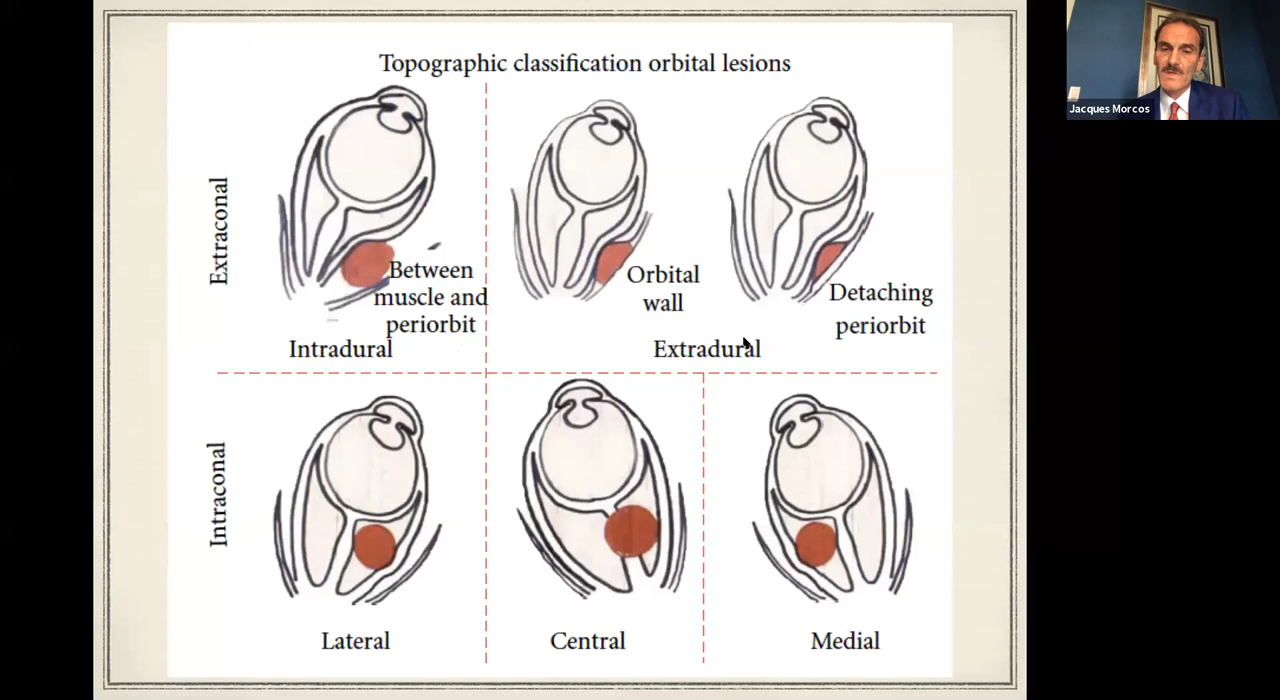 Topographic classification orbital lesions
Jacques Morcos
Extraconal
Between
muscle and
periorbit
Orbital
wall
Detaching
periorbit
Intradural
Extradural
Intraconal
Lateral
Central
Medial